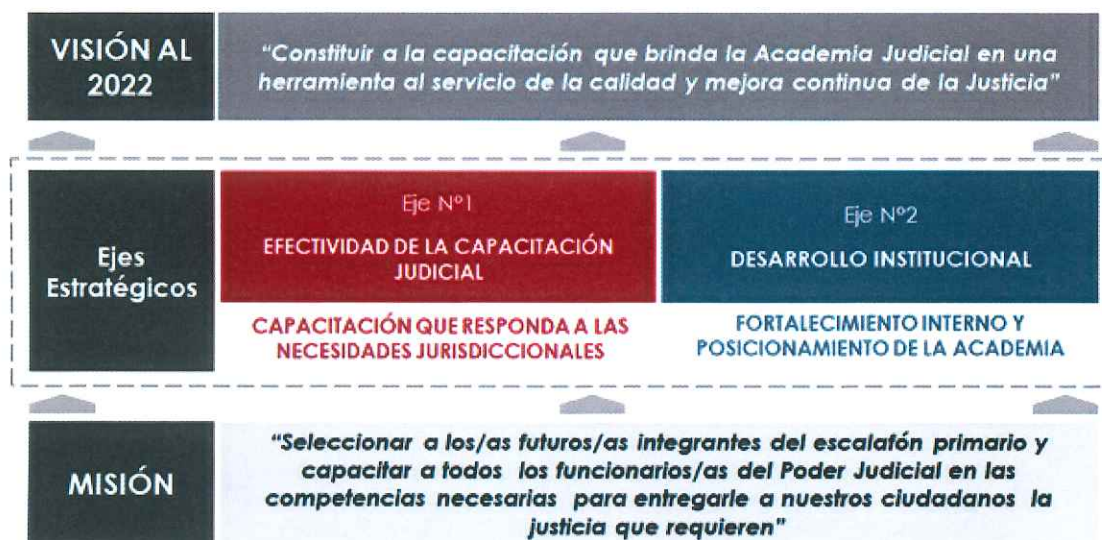 VISIÓN AL
2022
“Constituir a la capacitación que brinda la Academia Judicial en una
herramienta al servicio de la calidad y mejora continua de la Justicia”
Ejes
Estratégicos
Eje Nº1
EFECTIVIDAD DE LA CAPACITACIÓN
JUDICIAL
CAPACITACIÓN QUE RESPONDA A LAS
NECESIDADES JURISDICCIONALES
Eje Nº2
DESARROLLO INSTITUCIONAL
FORTALECIMIENTO INTERNO Y
POSICIONAMIENTO DE LA ACADEMIA
MISIÓN
“Seleccionar a los/as futuros/as integrantes del escalafón primario y
capacitar a todos los funcionarios/as del Poder Judicial en las
competencias necesarias para entregarle a nuestros ciudadanos la
justicia que requieren”